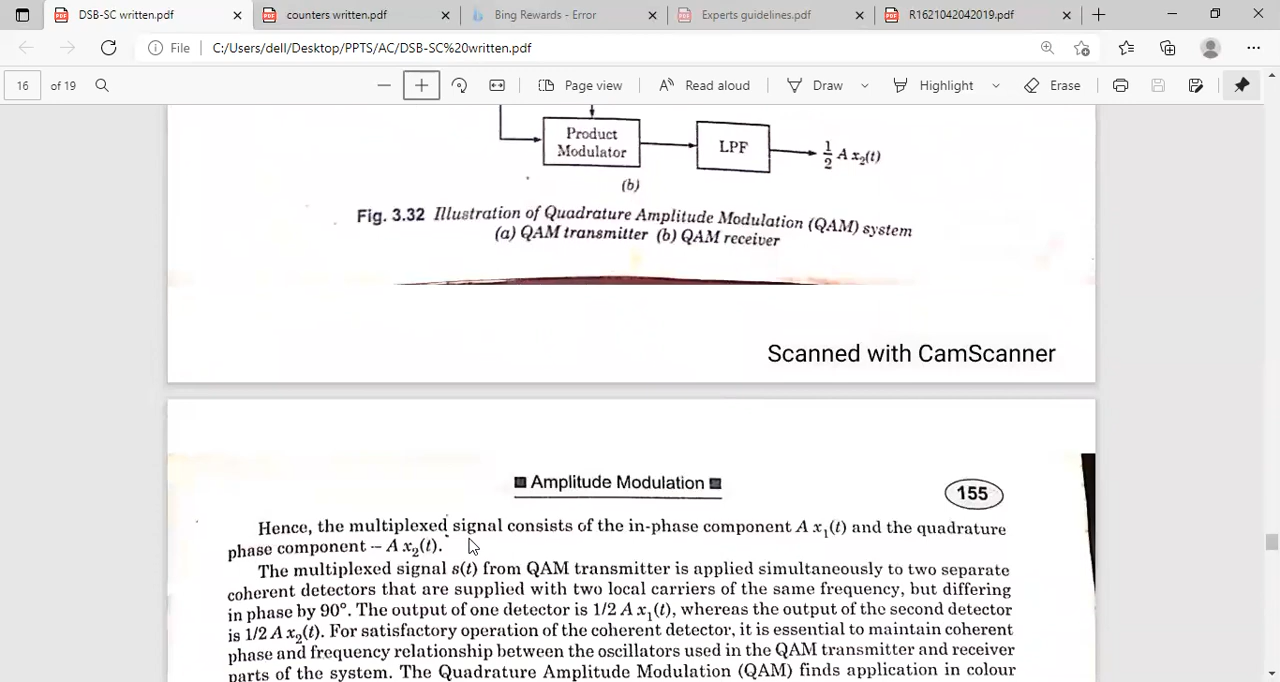 DSB-SC written.pdf
counters written.pdf
Bing Rewards - Error
Experts guidelines.pdf
R1621042042019.pdf
File C:/Users/dell/Desktop/PPTS/AC/DSB-SC%20written.pdf
16 of 19 Page view Read aloud Draw Highlight Erase
Product
Modulator
LPF
1/2 A x₂(t)
(b)
Fig. 3.32 Illustration of Quadrature Amplitude Modulation (QAM) system
(a) QAM transmitter (b) QAM receiver
Scanned with CamScanner
Amplitude Modulation
155
Hence, the multiplexed signal consists of the in-phase component A x₁(t) and the quadrature
phase component – A x₂(t).
The multiplexed signal s(t) from QAM transmitter is applied simultaneously to two separate
coherent detectors that are supplied with two local carriers of the same frequency, but differing
in phase by 90°. The output of one detector is 1/2 A x₁(t), whereas the output of the second detector
is 1/2 A x₂(t). For satisfactory operation of the coherent detector, it is essential to maintain coherent
phase and frequency relationship between the oscillators used in the QAM transmitter and receiver
parts of the system. The Quadrature Amplitude Modulation (QAM) finds application in colour